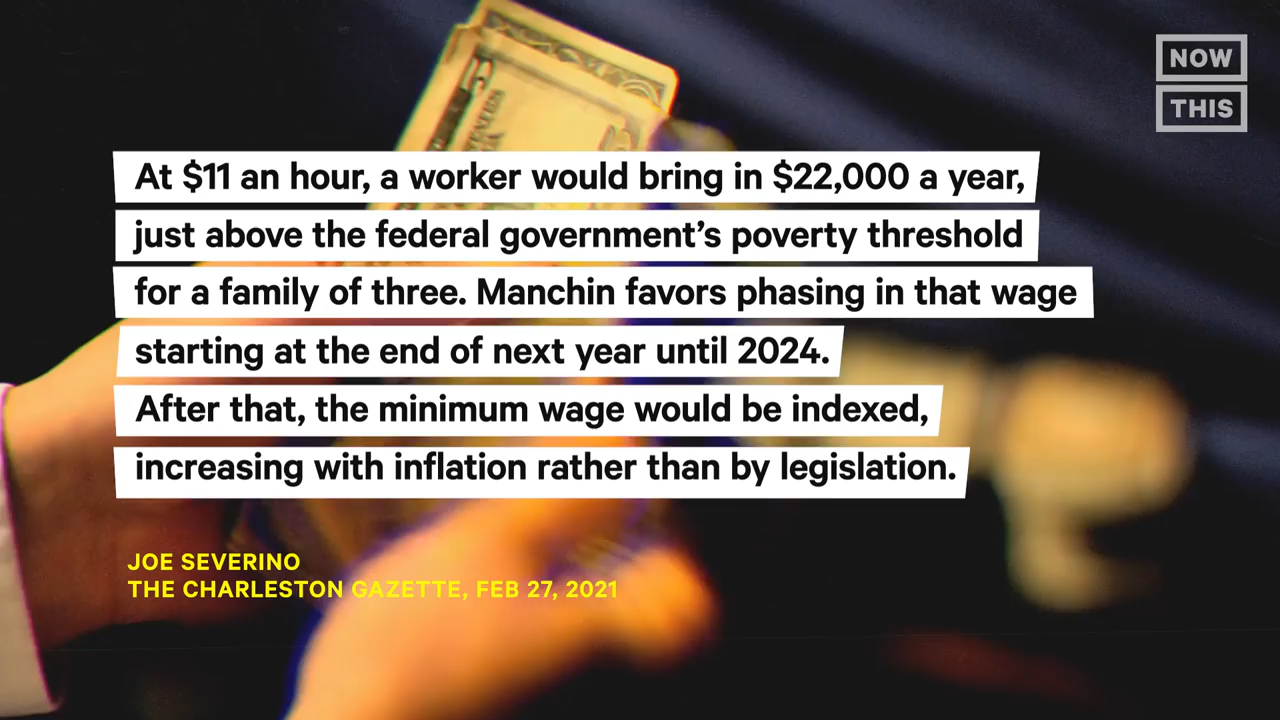 NOW
THIS
At $11 an hour, a worker would bring in $22,000 a year,
just above the federal government’s poverty threshold
for a family of three. Manchin favors phasing in that wage
starting at the end of next year until 2024.
After that, the minimum wage would be indexed,
increasing with inflation rather than by legislation.
JOE SEVERINO
THE CHARLESTON GAZETTE, FEB 27, 2021